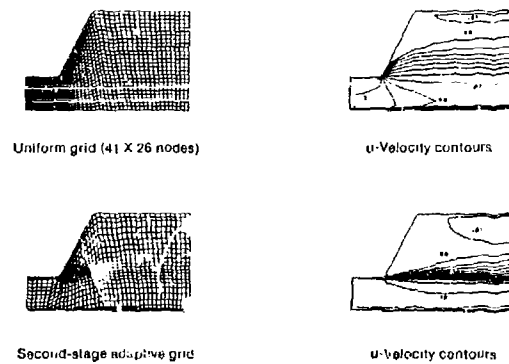 Uniform grid (41 X 26 nodes)
u-Velocity contours
Second-stage adaptive grid
u-Velocity contours